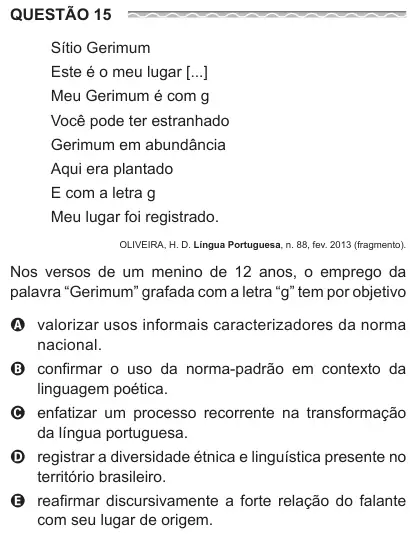 QUESTÃO 15
Sítio Gerimum
Este é o meu lugar [...]
Meu Gerimum é com g
Você pode ter estranhado
Gerimum em abundância
Aqui era plantado
E com a letra g
Meu lugar foi registrado.
OLIVEIRA, H. D. Língua Portuguesa, n. 88, fev. 2013 (fragmento).
Nos versos de um menino de 12 anos, o emprego da
palavra “Gerimum” grafada com a letra “g” tem por objetivo
A valorizar usos informais caracterizadores da norma
nacional.
B confirmar o uso da norma-padrão em contexto da
linguagem poética.
C enfatizar um processo recorrente na transformação
da língua portuguesa.
D registrar a diversidade étnica e linguística presente no
território brasileiro.
E reafirmar discursivamente a forte relação do falante
com seu lugar de origem.